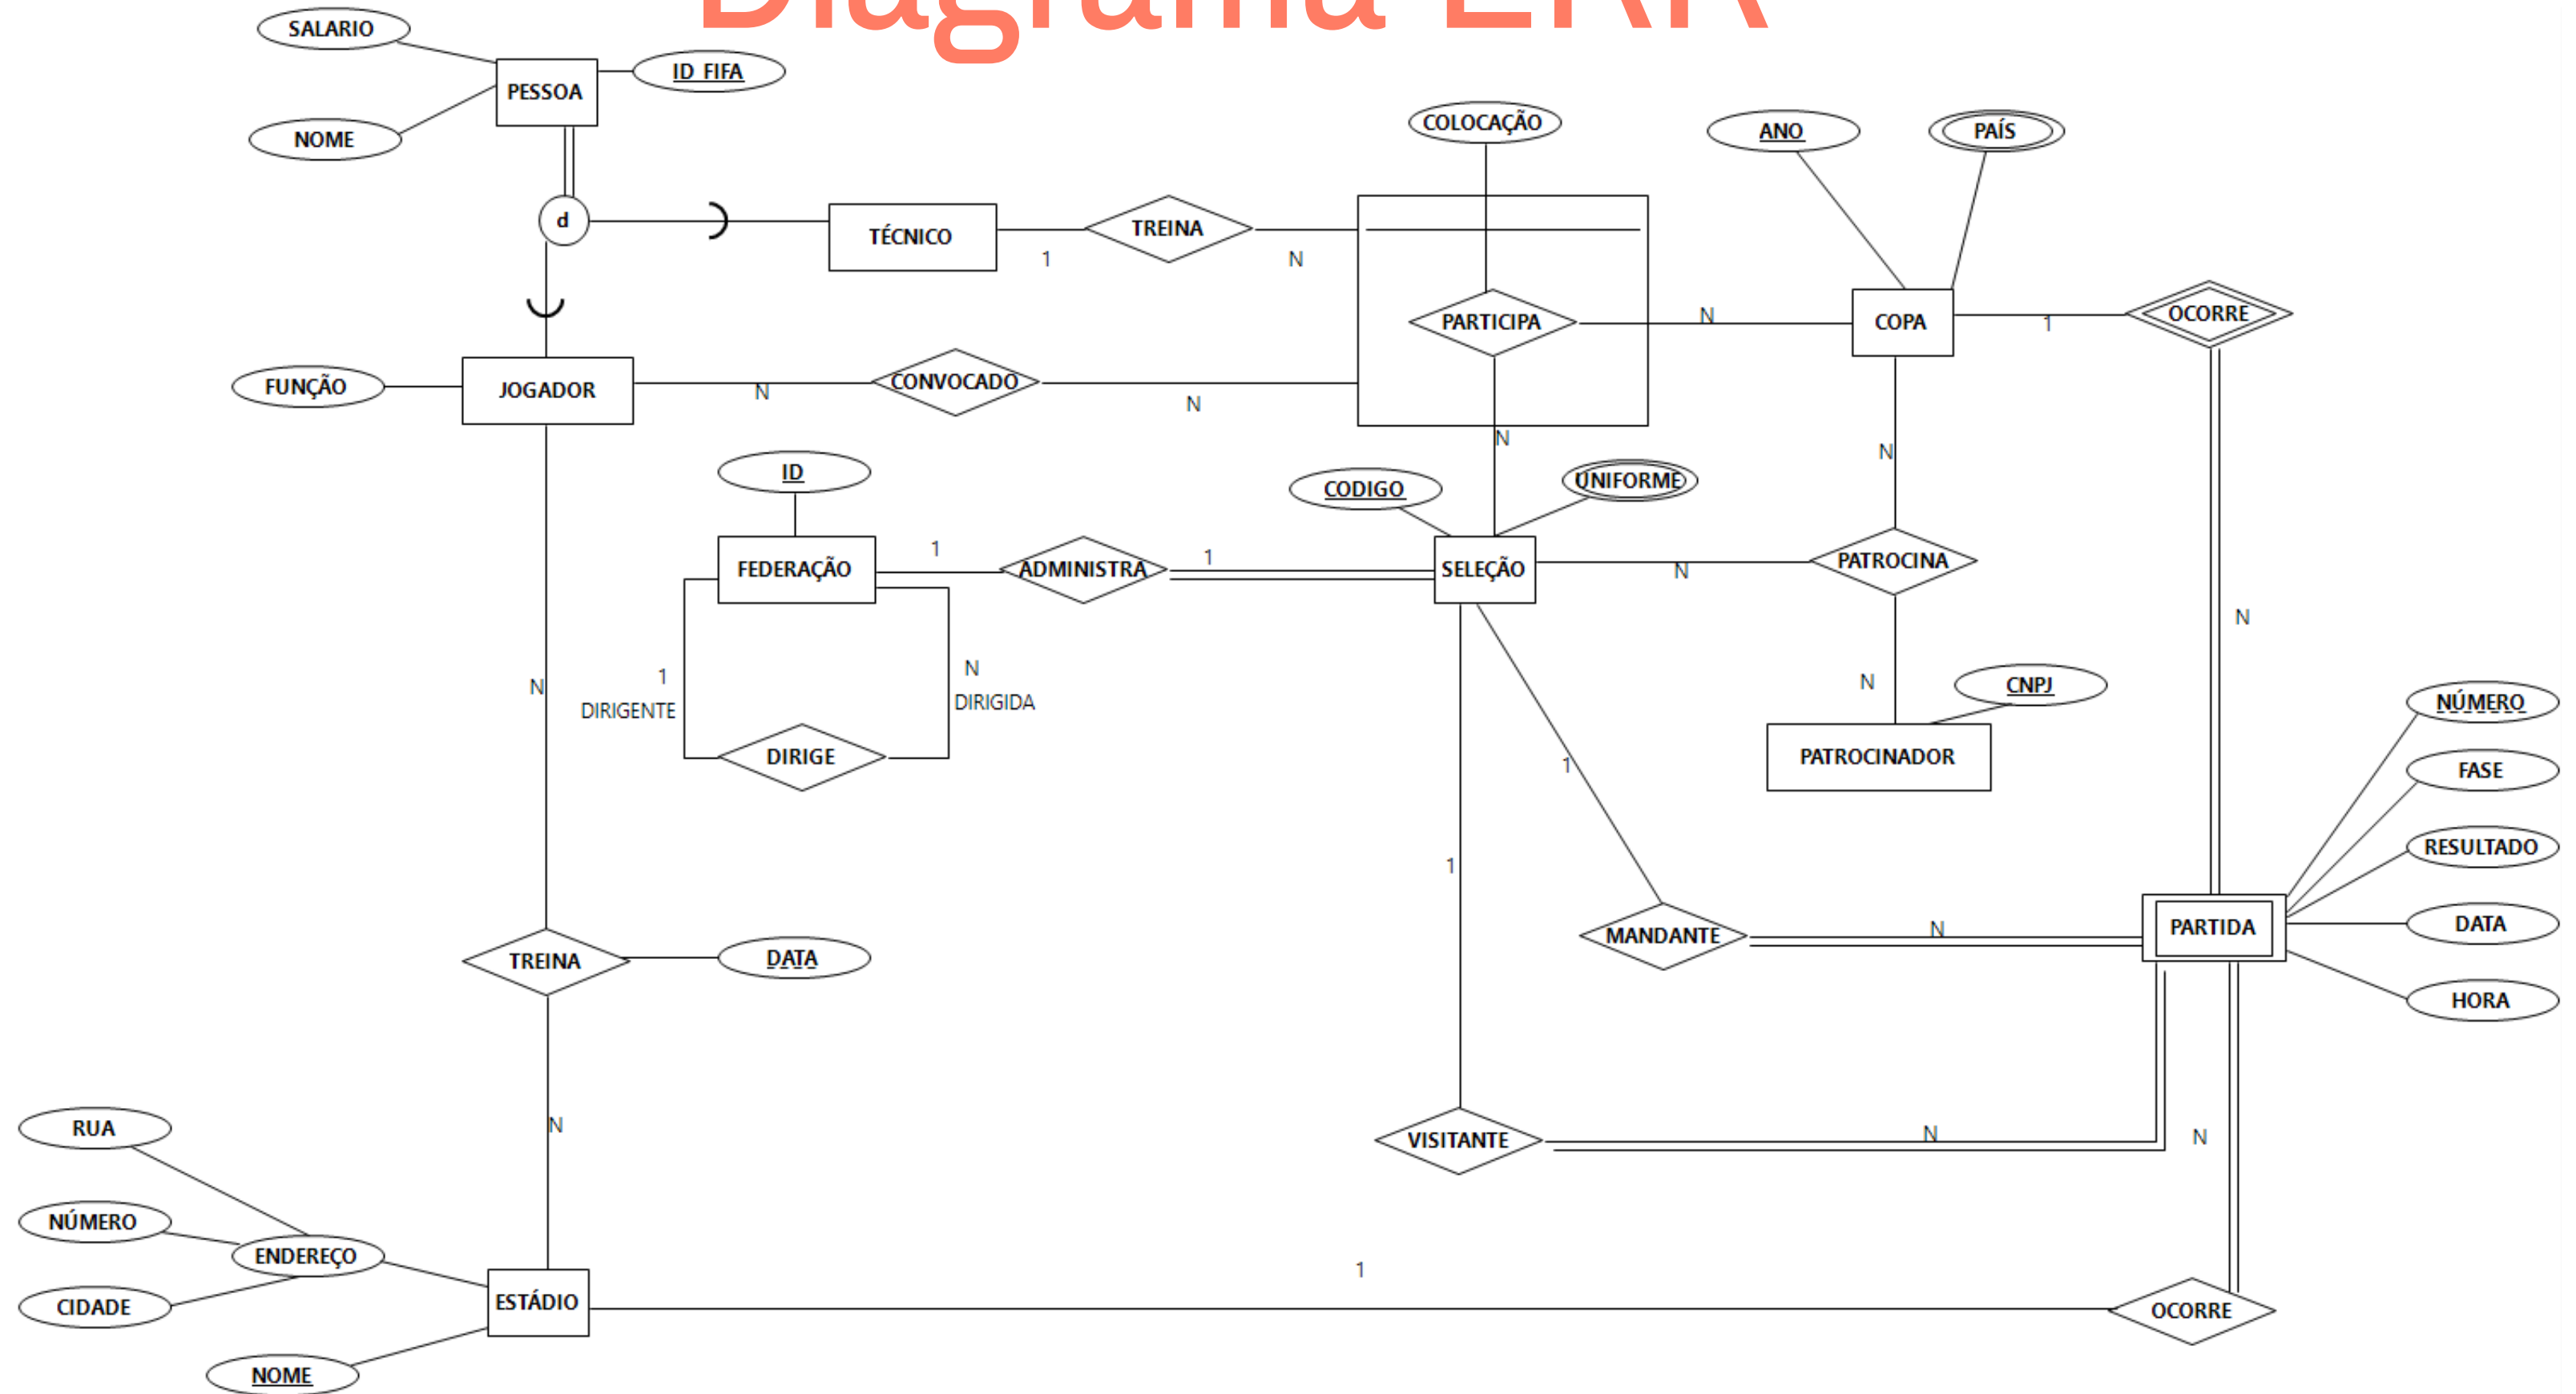 Diagrama ERR
SALARIO
ID_FIFA
PESSOA
NOME
COLOCAÇÃO
ANO
PAÍS
d
TÉCNICO
1
TREINA
N
PARTICIPA
N
COPA
1
OCORRE
FUNÇÃO
JOGADOR
N
CONVOCADO
N
N
N
ID
CODIGO
UNIFORME
FEDERAÇÃO
1
ADMINISTRA
1
SELEÇÃO
N
PATROCINA
N
N
1
DIRIGENTE
N
DIRIGIDA
DIRIGE
N
CNPJ
PATROCINADOR
1
1
NÚMERO
FASE
RESULTADO
DATA
HORA
PARTIDA
MANDANTE
N
TREINA
DATA
N
VISITANTE
N
N
RUA
NÚMERO
ENDEREÇO
CIDADE
ESTÁDIO
NOME
1
OCORRE